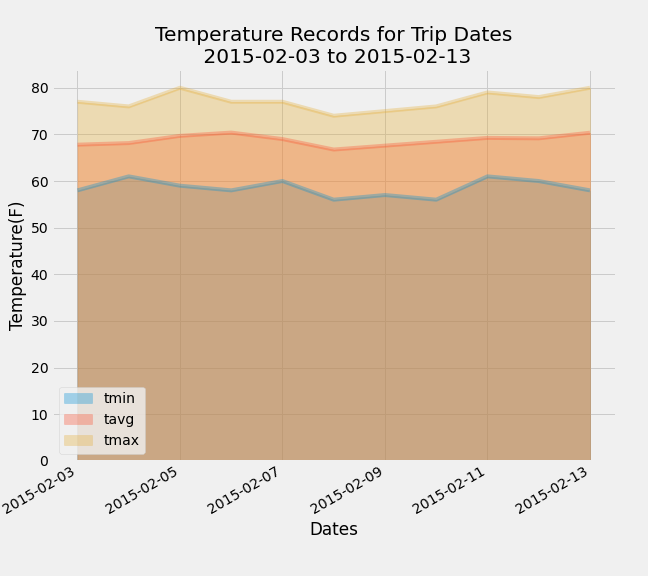 Temperature Records for Trip Dates
2015-02-03 to 2015-02-13
Temperature(F)
80
70
60
50
40
30
20
10
0
tmin
tavg
tmax
2015-02-03
2015-02-05
2015-02-07
2015-02-09
2015-02-11
2015-02-13
Dates